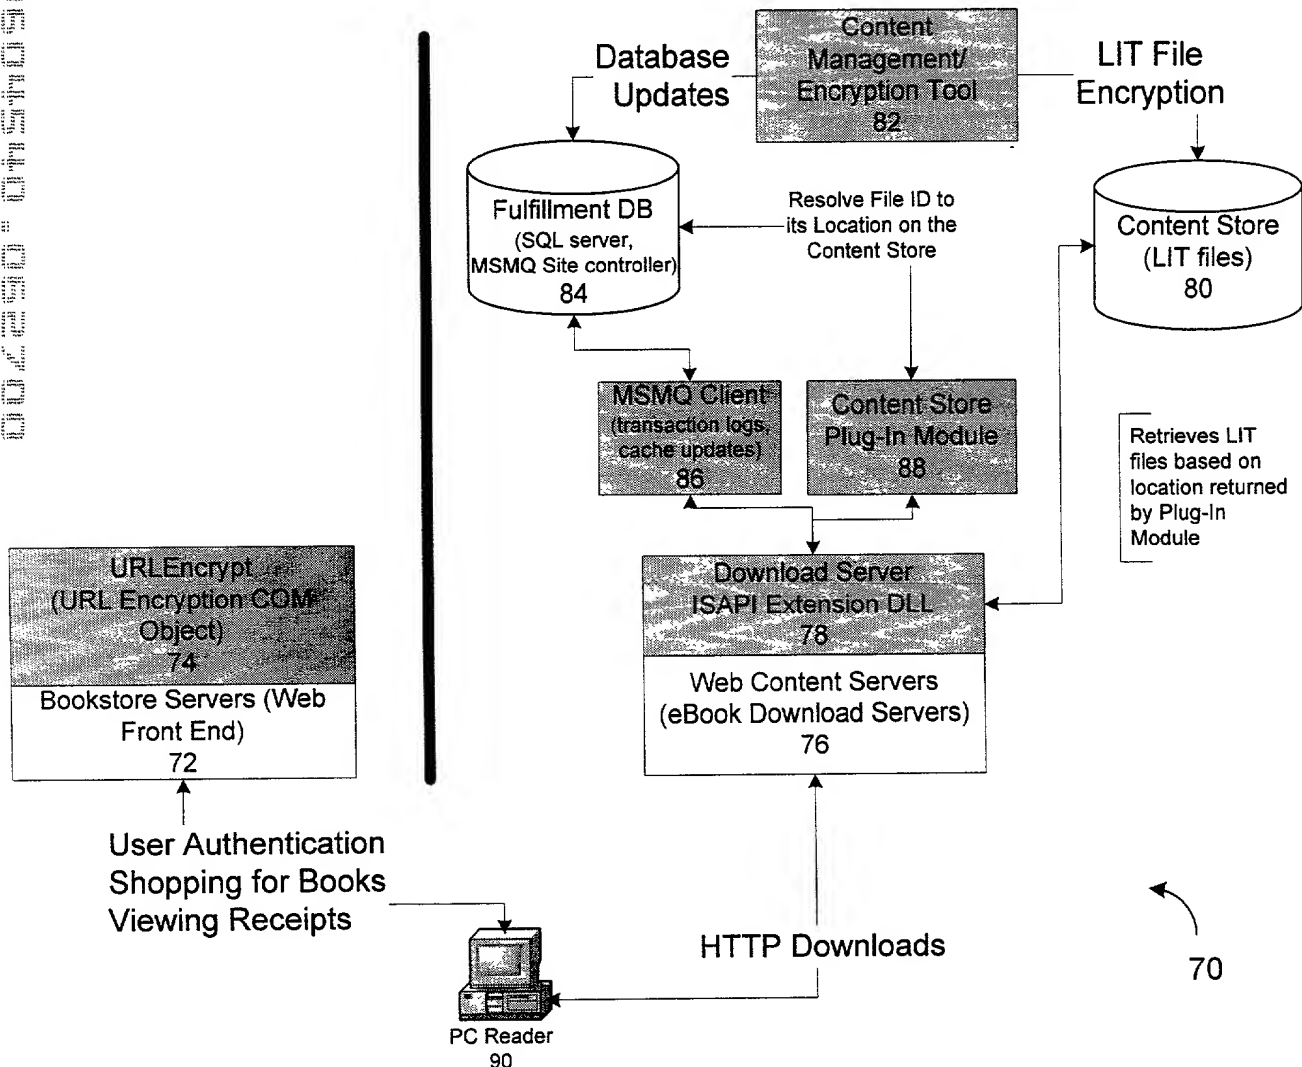 Content
Management/
Encryption Tool
82
Database
Updates
LIT File
Encryption
Fulfillment DB
(SQL server,
MSMQ Site controller)
84
Resolve File ID to
its Location on the
Content Store
Content Store
(LIT files)
80
MSMQ Client
(transaction logs,
cache updates)
86
Content Store
Plug-In Module
88
Retrieves LIT
files based on
location returned
by Plug-In
Module
URLEncrypt
(URL Encryption COM
Object)
74
Bookstore Servers (Web
Front End)
72
Download Server
ISAPI Extension DLL
78
Web Content Servers
(eBook Download Servers)
76
User Authentication
Shopping for Books
Viewing Receipts
HTTP Downloads
PC Reader
90
70